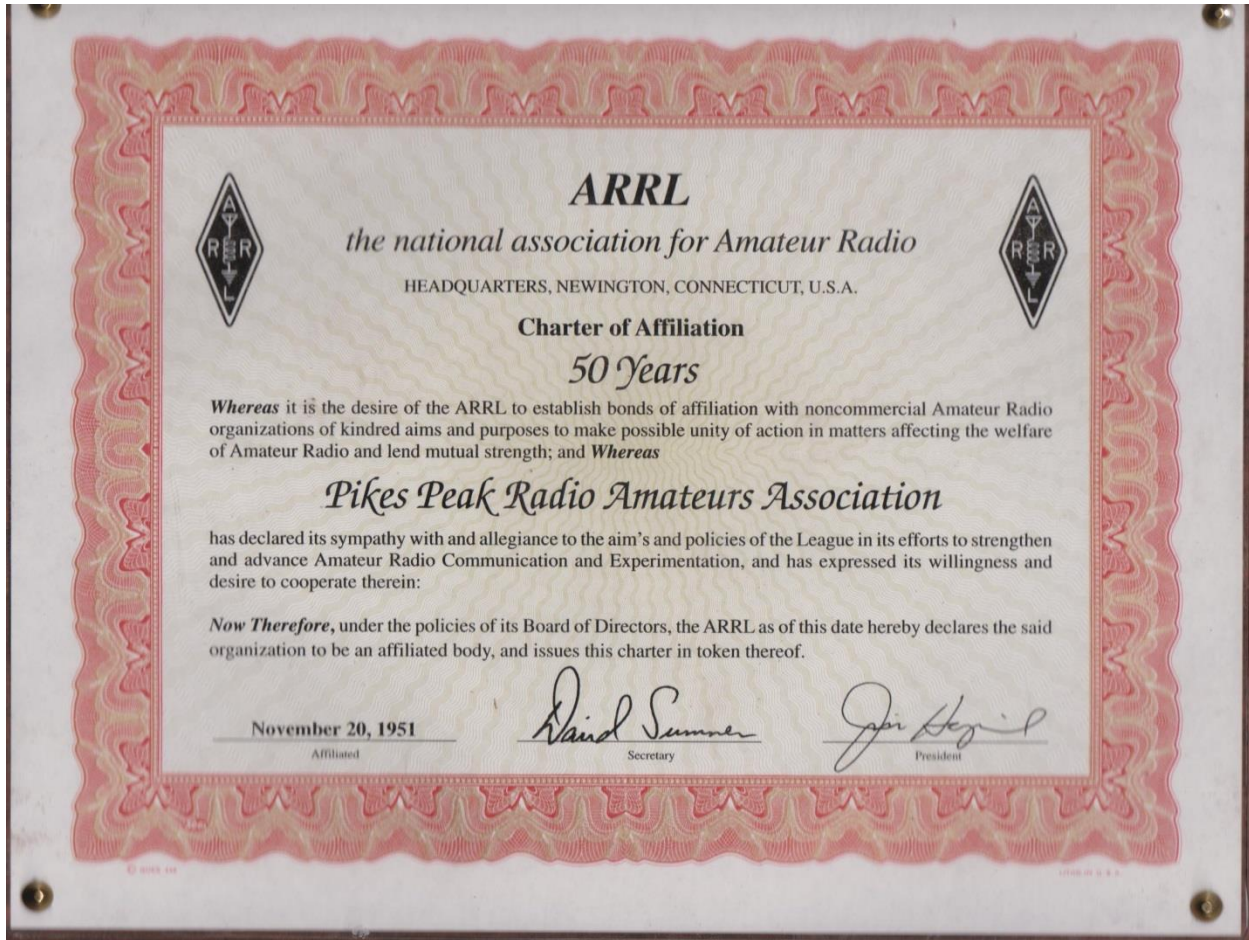 ARRL
the national association for Amateur Radio
HEADQUARTERS, NEWINGTON, CONNECTICUT, U.S.A.
A
R R
L
A
R R
L
Charter of Affiliation
50 Years
Whereas it is the desire of the ARRL to establish bonds of affiliation with noncommercial Amateur Radio
organizations of kindred aims and purposes to make possible unity of action in matters affecting the welfare
of Amateur Radio and lend mutual strength; and Whereas
Pikes Peak Radio Amateurs Association
has declared its sympathy with and allegiance to the aim's and policies of the League in its efforts to strengthen
and advance Amateur Radio Communication and Experimentation, and has expressed its willingness and
desire to cooperate therein:
Now Therefore, under the policies of its Board of Directors, the ARRL as of this date hereby declares the said
organization to be an affiliated body, and issues this charter in token thereof.
November 20, 1951 David Sumner Jim
Affiliated Secretary President